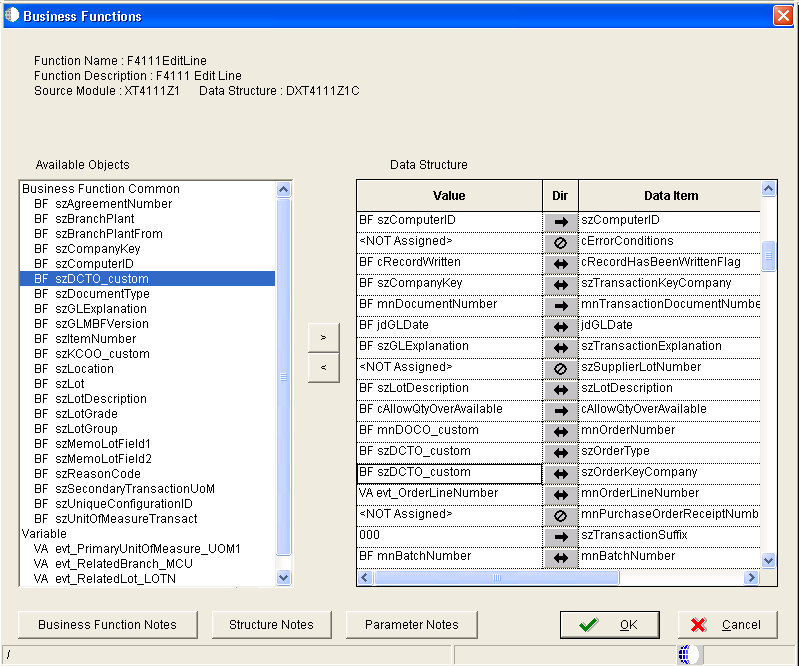 Business Functions
Function Name : F4111EditLine
Function Description : F4111 Edit Line
Source Module : XT4111Z1 Data Structure : DXT4111Z1C
Available Objects
Business Function Common
BF szAgreementNumber
BF szBranchPlant
BF szBranchPlantFrom
BF szCompanyKey
BF szComputerID
BF szDCTO_custom
BF szDocumentType
BF szGLExplanation
BF szGLMBFVersion
BF szItemNumber
BF szKCOO_custom
BF szLocation
BF szLot
BF szLotDescription
BF szLotGrade
BF szLotGroup
BF szMemoLotField1
BF szMemoLotField2
BF szReasonCode
BF szSecondaryTransactionUoM
BF szUniqueConfigurationID
BF szUnitOfMeasureTransact
Variable
VA evt_PrimaryUnitOfMeasure_UOM1
VA evt_RelatedBranch_MCU
VA evt_RelatedLot_LOTN
>
<
Data Structure
Value Dir Data Item
BF szComputerID szComputerID
<NOT Assigned> cErrorConditions
BF cRecordWritten cRecordHasBeenWrittenFlag
BF szCompanyKey szTransactionKeyCompany
BF mnDocumentNumber mnTransactionDocumentNumbe
BF jdGLDate jdGLDate
BF szGLExplanation szTransactionExplanation
<NOT Assigned> szSupplierLotNumber
BF szLotDescription szLotDescription
BF cAllowQtyOverAvailable cAllowQtyOverAvailable
BF mnDOCO_custom mnOrderNumber
BF szDCTO_custom szOrderType
BF szDCTO_custom szOrderKeyCompany
VA evt_OrderLineNumber mnOrderLineNumber
<NOT Assigned> mnPurchaseOrderReceiptNumb
000 szTransactionSuffix
BF mnBatchNumber mnBatchNumber
Business Function Notes
Structure Notes
Parameter Notes
OK
Cancel
/